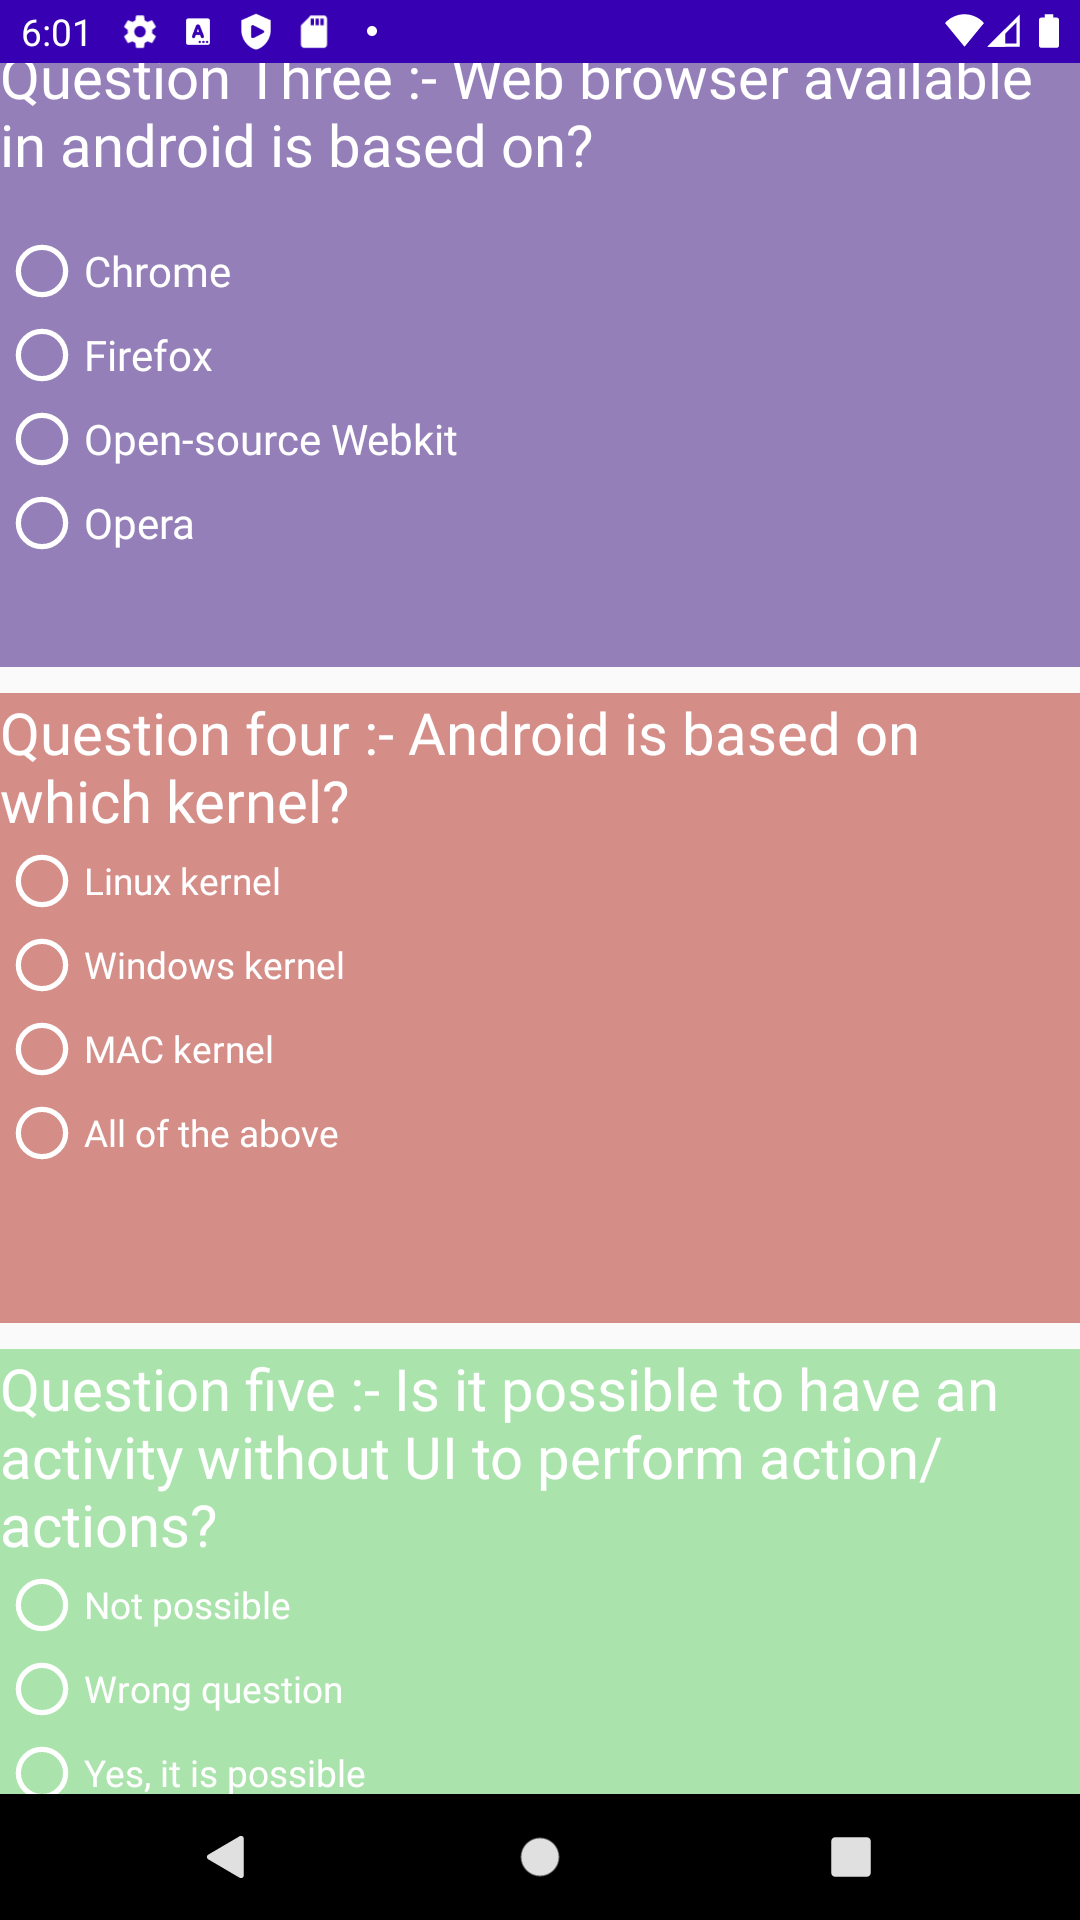 6:01
Question Three :- Web browser available
in android is based on?
Chrome
Firefox
Open-source Webkit
Opera
Question four :- Android is based on
which kernel?
Linux kernel
Windows kernel
MAC kernel
All of the above
Question five :- Is it possible to have an
activity without UI to perform action/
actions?
Not possible
Wrong question
Yes, it is possible